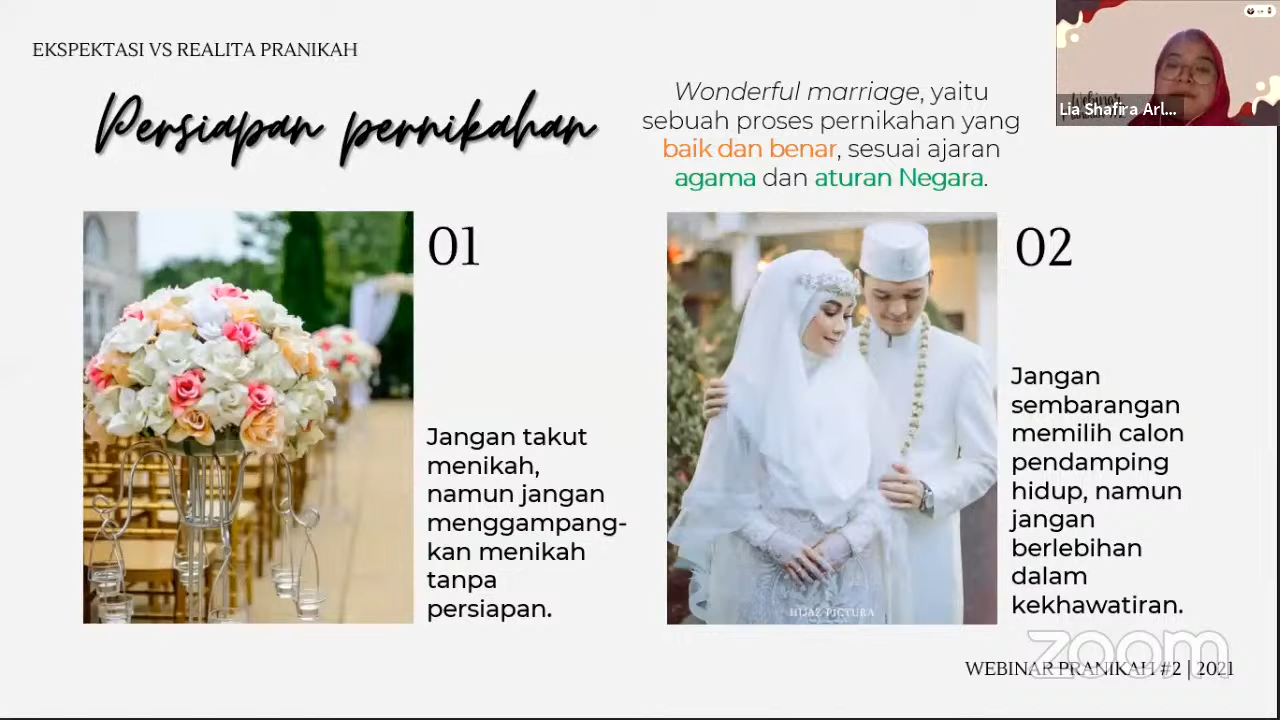 EKSPEKTASI VS REALITA PRANIKAH
Persiapan pernikahan
Wonderful marriage, yaitu
sebuah proses pernikahan yang
baik dan benar, sesuai ajaran
agama dan aturan Negara.
Webinar
Lia Shafira Arl...
01
Jangan takut
menikah,
namun jangan
menggampang-
kan menikah
tanpa
persiapan.
02
Jangan
sembarangan
memilih calon
pendamping
hidup, namun
jangan
berlebihan
dalam
kekhawatiran.
HIJAZ PICTURA
zoom
WEBINAR PRANIKAH #2 | 2021